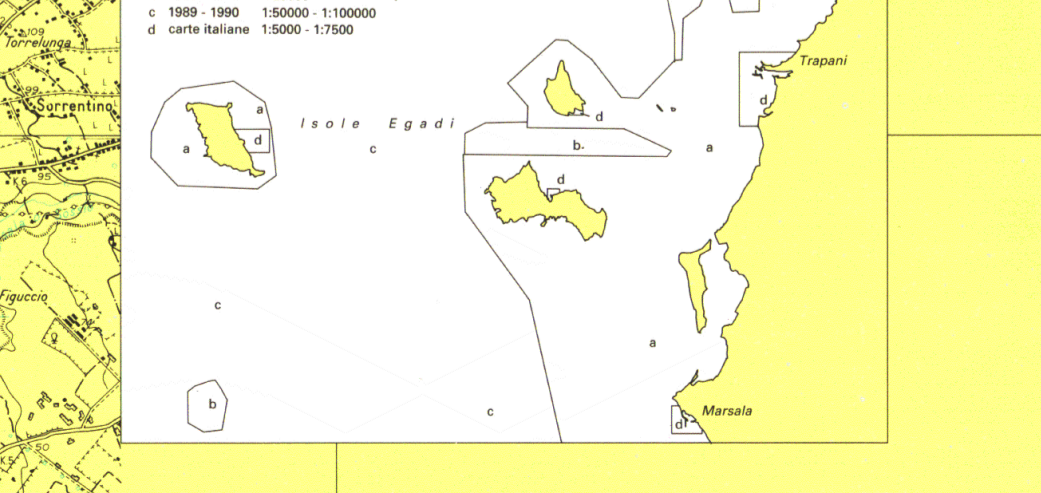 c 1989 - 1990 1:50000 - 1:100000
d carte italiane 1:5000 - 1:7500
109
Torrelunga
L
L
99
Sorrentino
L
L
L
K6
95
Figuccio
79
50
K5
Trapani
d
a
d
Isole Egadi
d
a
c
b.
a
d
c
a
b
c
Marsala
d